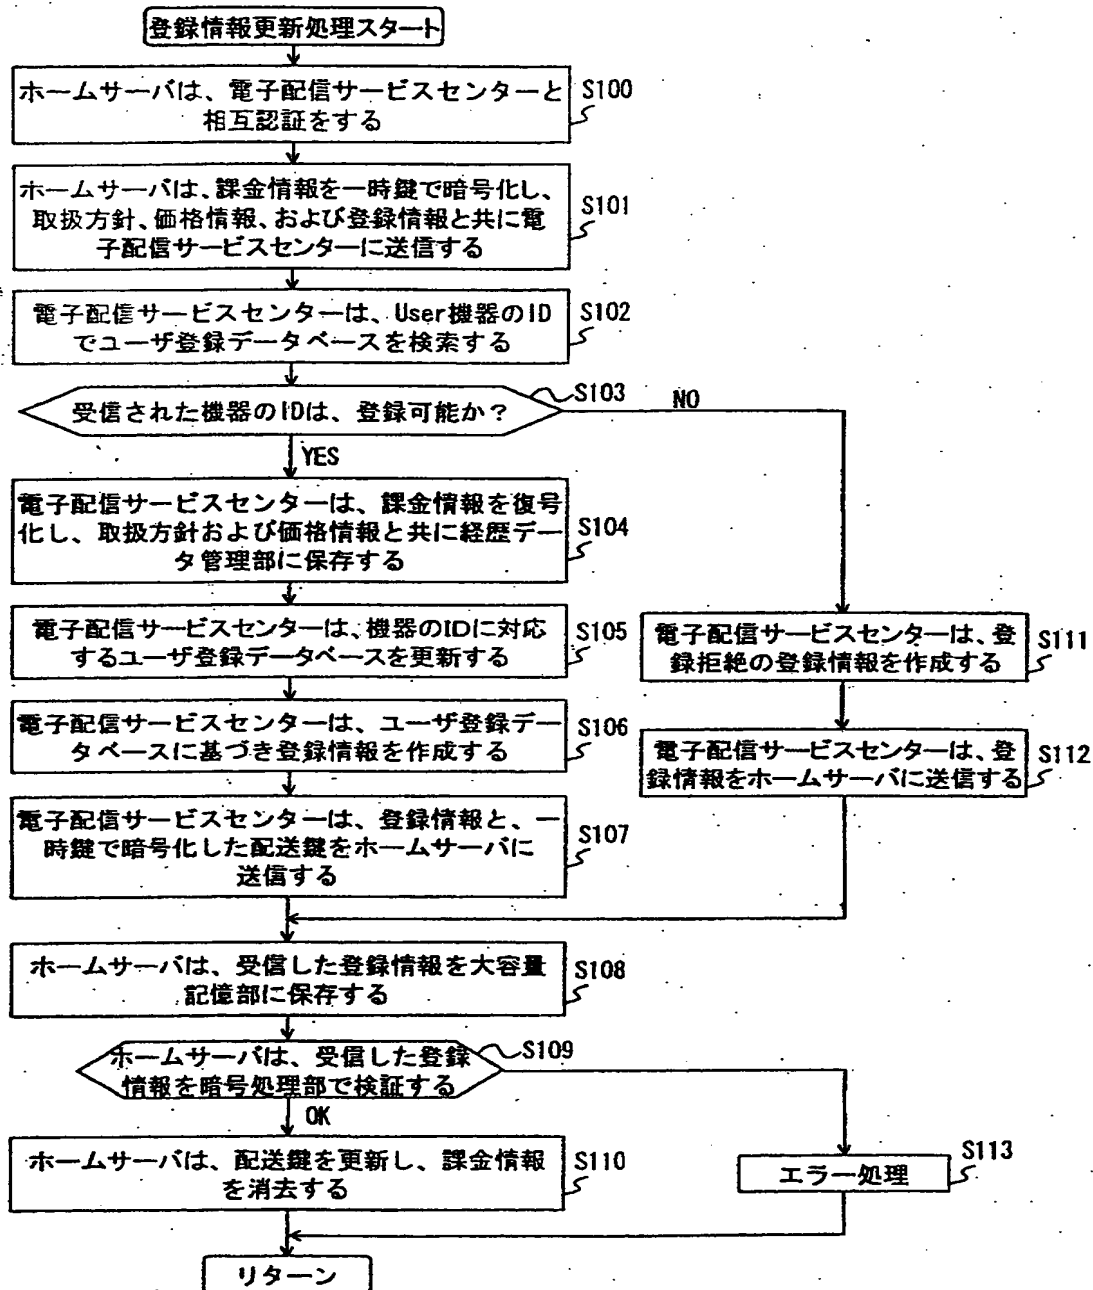 登録情報更新処理スタート
ホームサーバは、電子配信サービスセンターと
相互認証をする
S100
ホームサーバは、課金情報を一時鍵で暗号化し、
取扱方針、価格情報、および登録情報と共に電
子配信サービスセンターに送信する
S101
電子配信サービスセンターは、User機器のID
でユーザ登録データベースを検索する
S102
受信された機器のIDは、登録可能か？
S103
NO
YES
電子配信サービスセンターは、課金情報を復号
化し、取扱方針および価格情報と共に経歴デー
タ管理部に保存する
S104
電子配信サービスセンターは、機器のIDに対応
するユーザ登録データベースを更新する
S105
電子配信サービスセンターは、登
録拒絶の登録情報を作成する
S111
電子配信サービスセンターは、ユーザ登録デー
タベースに基づき登録情報を作成する
S106
電子配信サービスセンターは、登
録情報をホームサーバに送信する
S112
電子配信サービスセンターは、登録情報と、一
時鍵で暗号化した配送鍵をホームサーバに
送信する
S107
ホームサーバは、受信した登録情報を大容量
記憶部に保存する
S108
ホームサーバは、受信した登録
情報を暗号処理部で検証する
S109
OK
ホームサーバは、配送鍵を更新し、課金情報
を消去する
S110
エラー処理
S113
リターン